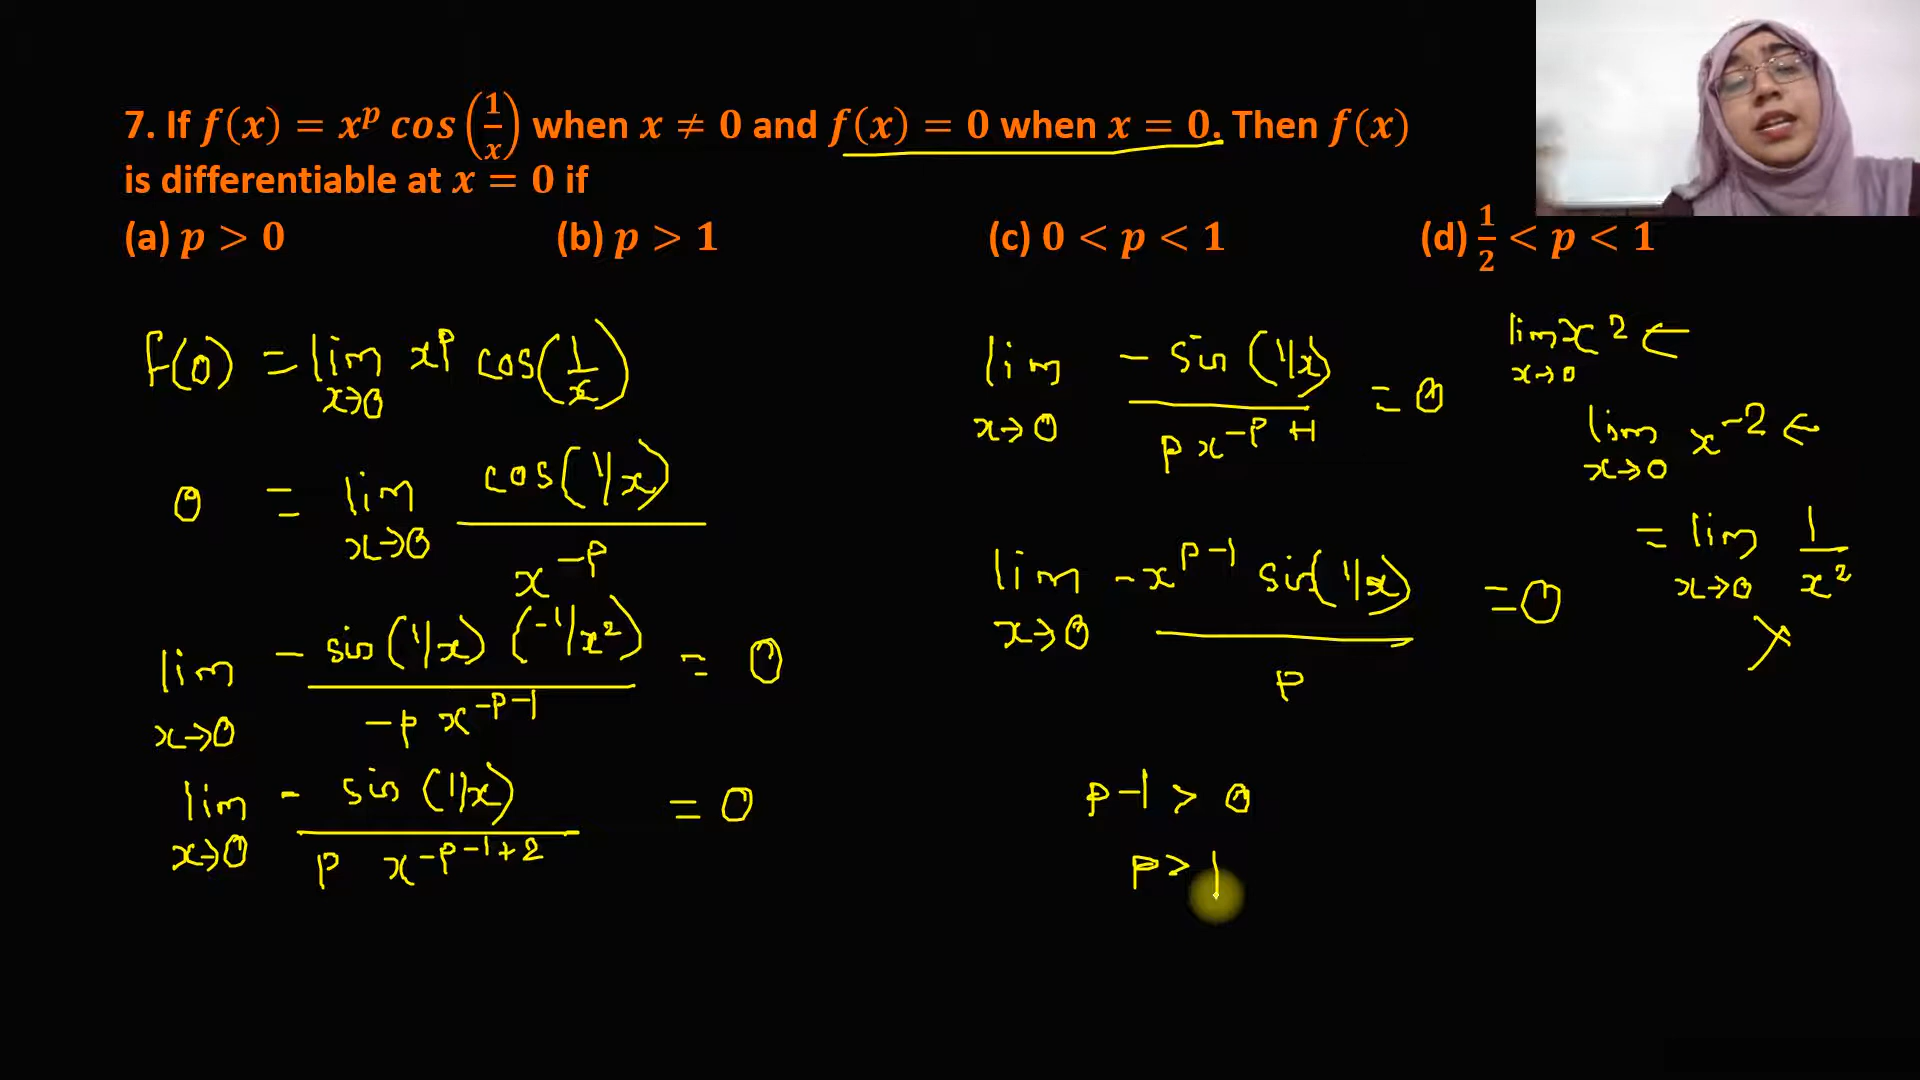 7. If f(x) = x^p cos(1/x) when x ≠ 0 and f(x) = 0 when x = 0. Then f(x)
is differentiable at x = 0 if
(a) p > 0 (b) p > 1 (c) 0 < p < 1 (d) 1/2 < p < 1
f(0) = lim x→0 x^p cos(1/x)
0 = lim x→0 cos(1/x) / x^-p
lim x→0 - sin(1/x) (-1/x^2) / -p x^-p-1 = 0
lim x→0 - sin(1/x) / p x^-p-1+2 = 0
lim x→0 - sin(1/x) / p x^-p+1 = 0
lim x→0 -x^p-1 sin(1/x) / p = 0
p-1 > 0
p > 1
lim x→0 x^2 ←
lim x→0 x^-2 ←
= lim x→0 1/x^2